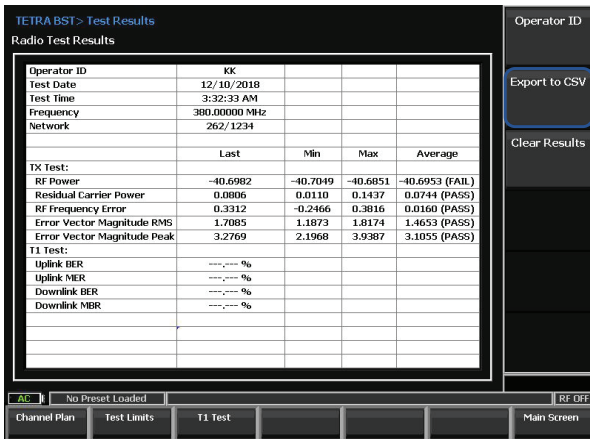 TETRA BST> Test Results
Radio Test Results
Operator ID KK
Test Date 12/10/2018
Test Time 3:32:33 AM
Frequency 380.00000 MHz
Network 262/1234
Last Min Max Average
TX Test:
RF Power -40.6982 -40.7049 -40.6851 -40.6953 (FAIL)
Residual Carrier Power 0.0806 0.0110 0.1437 0.0744 (PASS)
RF Frequency Error 0.3312 -0.2466 0.3816 0.0160 (PASS)
Error Vector Magnitude RMS 1.7085 1.1873 1.8174 1.4653 (PASS)
Error Vector Magnitude Peak 3.2769 2.1968 3.9387 3.1055 (PASS)
T1 Test:
Uplink BER ---.--- %
Uplink MER ---.--- %
Downlink BER ---.--- %
Downlink MBR ---.--- %
Operator ID
Export to CSV
Clear Results
AC No Preset Loaded RF OFF
Channel Plan Test Limits T1 Test Main Screen